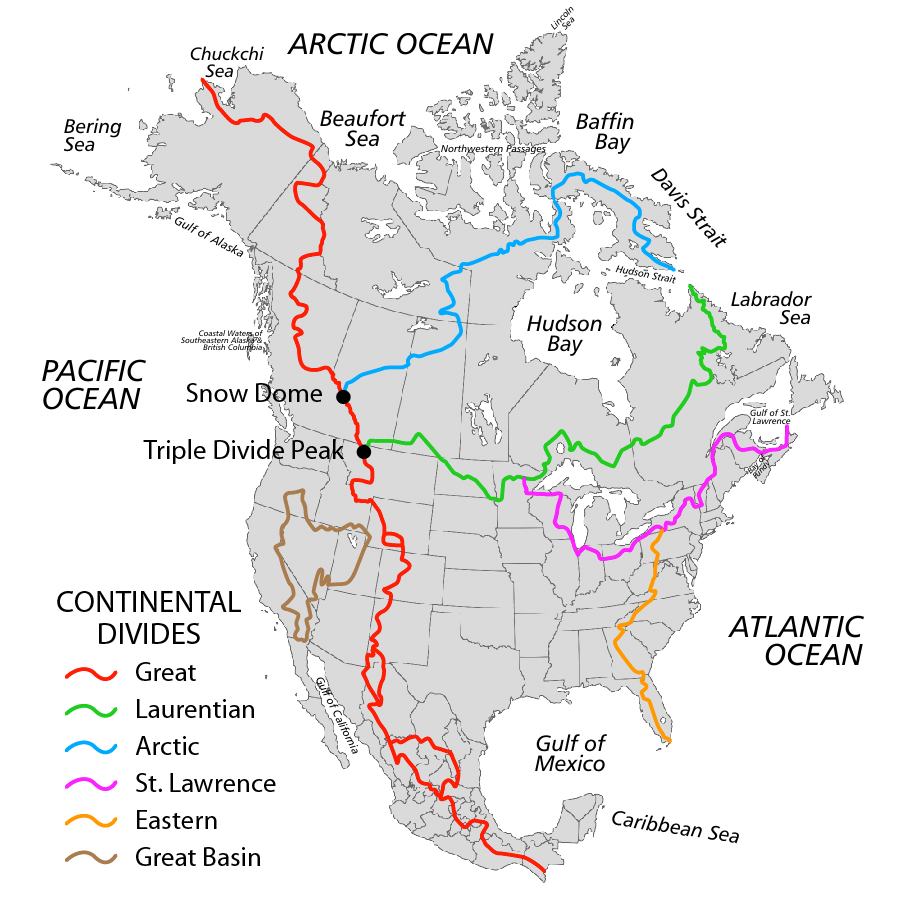 Lincoln
Sea
ARCTIC OCEAN
Chuckchi
Sea
Beaufort
Sea
Baffin
Bay
Bering
Sea
Northwestern Passages
Davis Strait
Gulf of Alaska
Hudson Strait
Labrador
Sea
Hudson
Bay
Coastal Waters of
Southeastern Alaska &
British Columbia
PACIFIC
OCEAN
Snow Dome
Gulf of St.
Lawrence
Triple Divide Peak
Bay of
Fundy
CONTINENTAL
DIVIDES
Great
Laurentian
Arctic
St. Lawrence
Eastern
Great Basin
ATLANTIC
OCEAN
Gulf of California
Gulf of
Mexico
Caribbean Sea